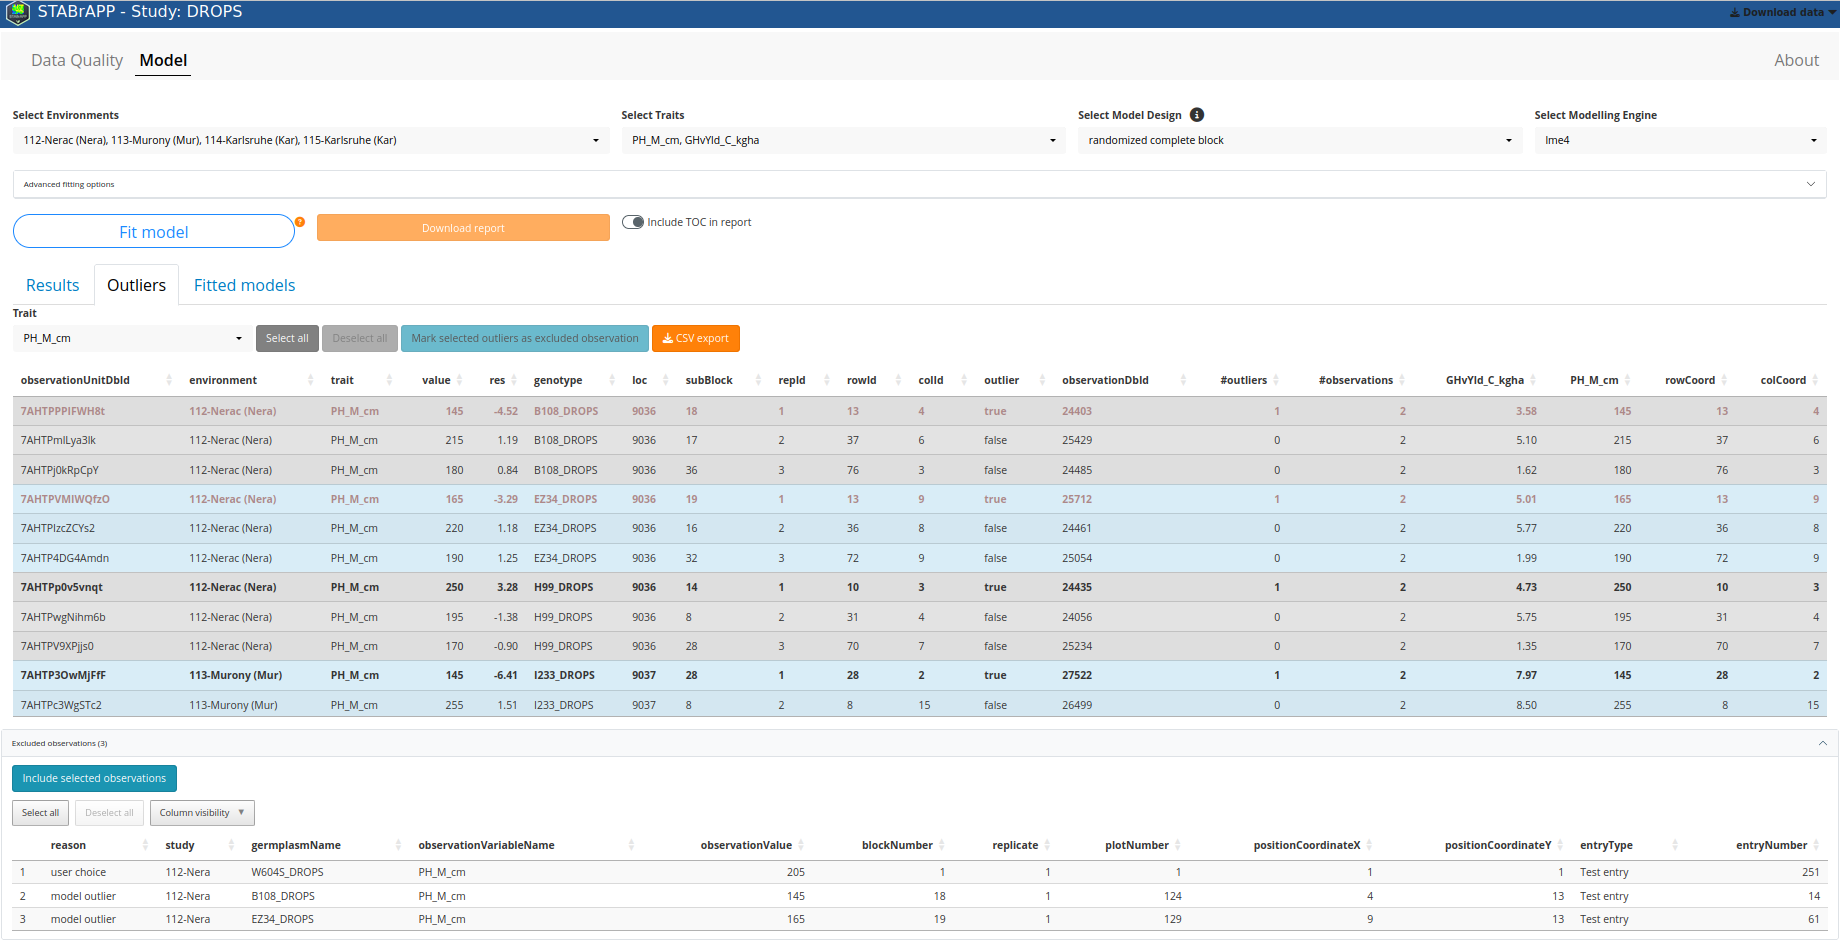 STABrAPP - Study: DROPS
Download data
Data Quality Model About
Select Environments Select Traits Select Model Design Select Modelling Engine
112-Nerac (Nera), 113-Murony (Mur), 114-Karlsruhe (Kar), 115-Karlsruhe (Kar) PH_M_cm, GHvYld_C_kgha randomized complete block lme4
Advanced fitting options
Fit model ? Download report Include TOC in report
Results Outliers Fitted models
Trait
PH_M_cm Select all Deselect all Mark selected outliers as excluded observation CSV export
observationUnitDbId environment trait value res genotype loc subBlock repId rowId colId outlier observationDbId #outliers #observations GHvYld_C_kgha PH_M_cm rowCoord colCoord
7AHTPPPIFWH8t 112-Nerac (Nera) PH_M_cm 145 -4.52 B108_DROPS 9036 18 1 13 4 true 24403 1 2 3.58 145 13 4
7AHTPmlLya3lk 112-Nerac (Nera) PH_M_cm 215 1.19 B108_DROPS 9036 17 2 37 6 false 25429 0 2 5.10 215 37 6
7AHTPj0kRpCpY 112-Nerac (Nera) PH_M_cm 180 0.84 B108_DROPS 9036 36 3 76 3 false 24485 0 2 1.62 180 76 3
7AHTPVMIWQfzO 112-Nerac (Nera) PH_M_cm 165 -3.29 EZ34_DROPS 9036 19 1 13 9 true 25712 1 2 5.01 165 13 9
7AHTPIzcZCYs2 112-Nerac (Nera) PH_M_cm 220 1.18 EZ34_DROPS 9036 16 2 36 8 false 24461 0 2 5.77 220 36 8
7AHTP4DG4Amdn 112-Nerac (Nera) PH_M_cm 190 1.25 EZ34_DROPS 9036 32 3 72 9 false 25054 0 2 1.99 190 72 9
7AHTPp0v5vnqt 112-Nerac (Nera) PH_M_cm 250 3.28 H99_DROPS 9036 14 1 10 3 true 24435 1 2 4.73 250 10 3
7AHTPwgNihm6b 112-Nerac (Nera) PH_M_cm 195 -1.38 H99_DROPS 9036 8 2 31 4 false 24056 0 2 5.75 195 31 4
7AHTPV9XPjjs0 112-Nerac (Nera) PH_M_cm 170 -0.90 H99_DROPS 9036 28 3 70 7 false 25234 0 2 1.35 170 70 7
7AHTP3OwMjFfF 113-Murony (Mur) PH_M_cm 145 -6.41 I233_DROPS 9037 28 1 28 2 true 27522 1 2 7.97 145 28 2
7AHTPc3WgSTc2 113-Murony (Mur) PH_M_cm 255 1.51 I233_DROPS 9037 8 2 8 15 false 26499 0 2 8.50 255 8 15
Excluded observations (3)
Include selected observations
Select all Deselect all Column visibility
reason study germplasmName observationVariableName observationValue blockNumber replicate plotNumber positionCoordinateX positionCoordinateY entryType entryNumber
1 user choice 112-Nera W604S_DROPS PH_M_cm 205 1 1 1 1 1 Test entry 251
2 model outlier 112-Nera B108_DROPS PH_M_cm 145 18 1 124 4 13 Test entry 14
3 model outlier 112-Nera EZ34_DROPS PH_M_cm 165 19 1 129 9 13 Test entry 61